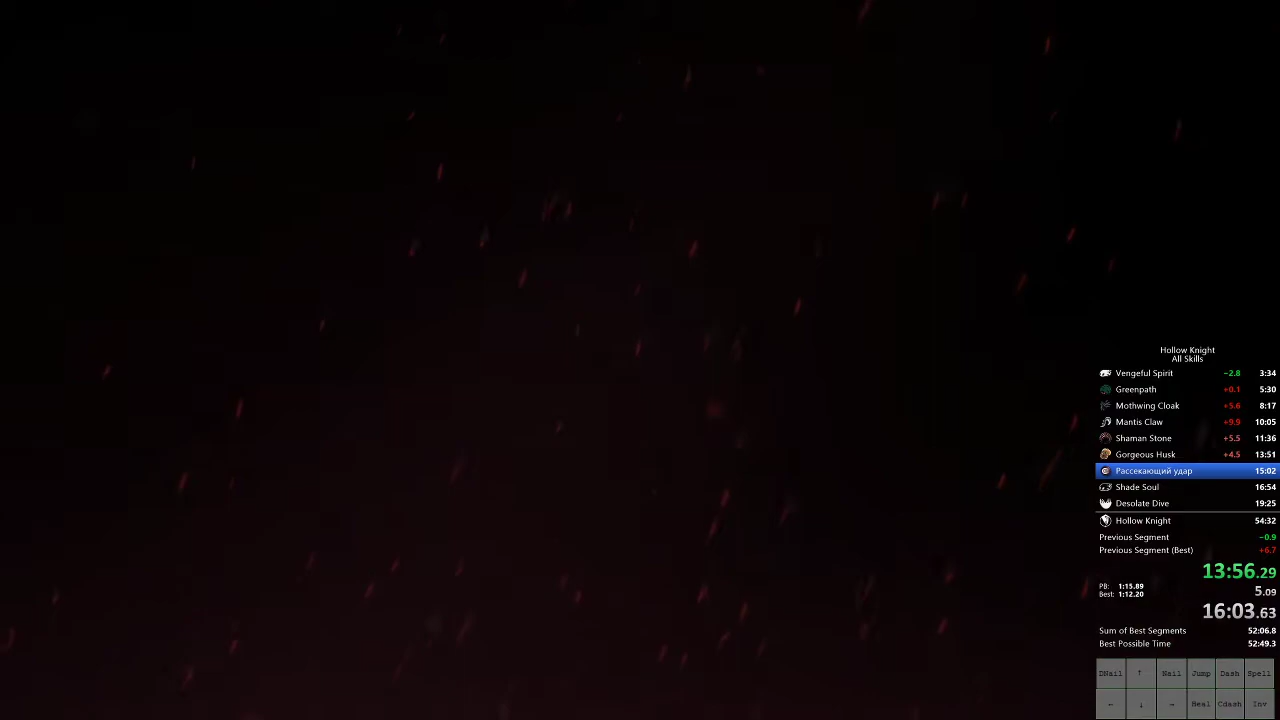 Hollow Knight
All Skills
Vengeful Spirit −2.8 3:34
Greenpath +0.1 5:30
Mothwing Cloak +5.6 8:17
Mantis Claw +9.9 10:05
Shaman Stone +5.5 11:36
Gorgeous Husk +4.5 13:51
Рассекающий удар 15:02
Shade Soul 16:54
Desolate Dive 19:25
Hollow Knight 54:32
Previous Segment −0.9
Previous Segment (Best) +6.7
13:56.29
PB: 1:15.89 5.09
Best: 1:12.20
16:03.63
Sum of Best Segments 52:06.8
Best Possible Time 52:49.3
DNail ↑ Nail Jump Dash Spell
← ↓ → Heal Cdash Inv